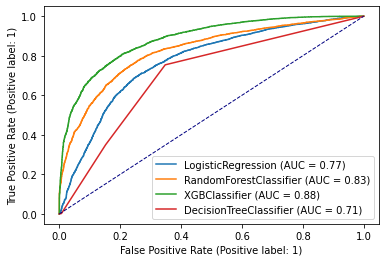 1.0
0.8
0.6
0.4
0.2
0.0
True Positive Rate (Positive label: 1)
LogisticRegression (AUC = 0.77)
RandomForestClassifier (AUC = 0.83)
XGBClassifier (AUC = 0.88)
DecisionTreeClassifier (AUC = 0.71)
0.0 0.2 0.4 0.6 0.8 1.0
False Positive Rate (Positive label: 1)